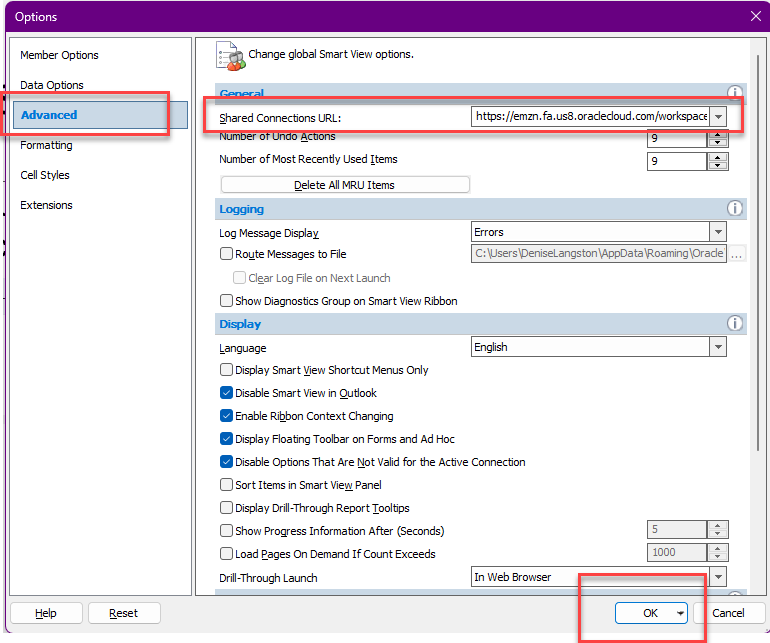 Options
Member Options
Data Options
Advanced
Formatting
Cell Styles
Extensions
Change global Smart View options.
General
Shared Connections URL: https://emzn.fa.us8.oraclecloud.com/workspace
Number of Undo Actions 9
Number of Most Recently Used Items 9
Delete All MRU Items
Logging
Log Message Display Errors
Route Messages to File C:\Users\DeniseLangston\AppData\Roaming\Oracle\ ...
Clear Log File on Next Launch
Show Diagnostics Group on Smart View Ribbon
Display
Language English
Display Smart View Shortcut Menus Only
Disable Smart View in Outlook
Enable Ribbon Context Changing
Display Floating Toolbar on Forms and Ad Hoc
Disable Options That Are Not Valid for the Active Connection
Sort Items in Smart View Panel
Display Drill-Through Report Tooltips
Show Progress Information After (Seconds) 5
Load Pages On Demand If Count Exceeds 1000
Drill-Through Launch In Web Browser
Help Reset OK Cancel